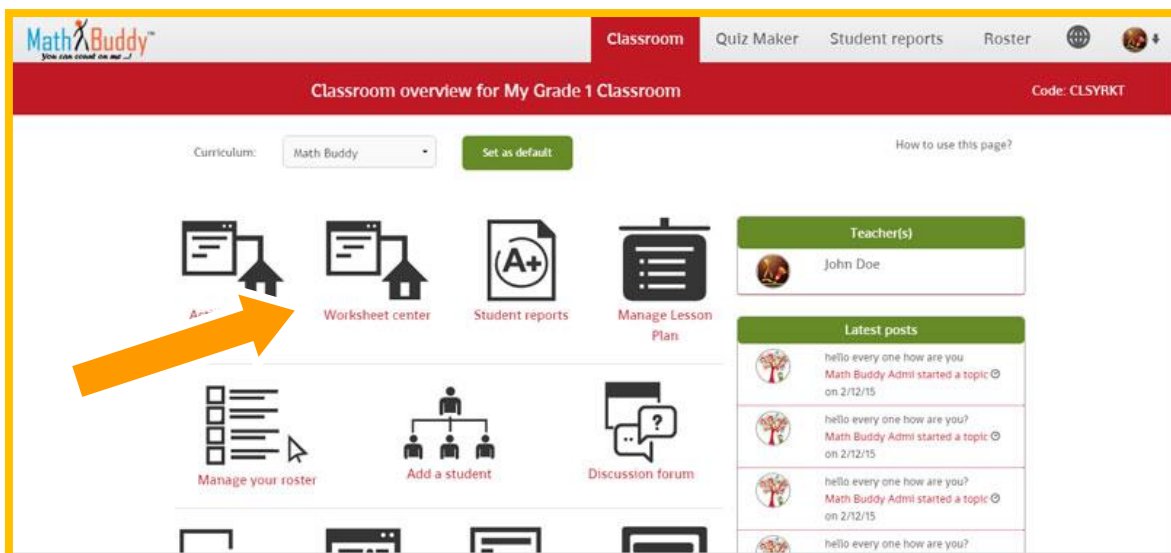 Math Buddy™
You can count on me ...!
Classroom
Quiz Maker
Student reports
Roster
Classroom overview for My Grade 1 Classroom
Code: CLSYRKT
Curriculum:
Math Buddy
Set as default
How to use this page?
A+
Worksheet center
Student reports
Manage Lesson
Plan
Manage your roster
Add a student
?
Discussion forum
Teacher(s)
John Doe
Latest posts
hello every one how are you
Math Buddy Admi started a topic
on 2/12/15
hello every one how are you?
Math Buddy Admi started a topic
on 2/12/15
hello every one how are you?
Math Buddy Admi started a topic
on 2/12/15
hello every one how are you?